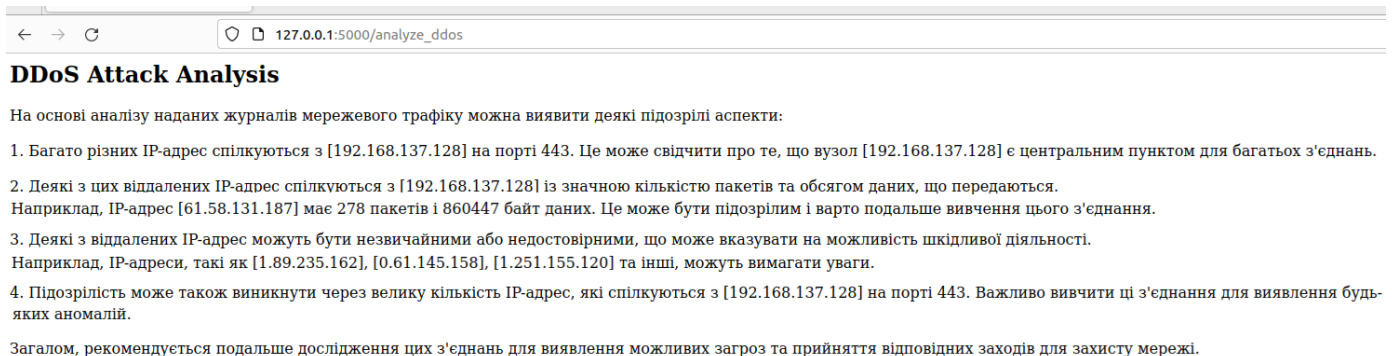 127.0.0.1:5000/analyze_ddos
DDoS Attack Analysis
На основі аналізу наданих журналів мережевого трафіку можна виявити деякі підозрілі аспекти:
1. Багато різних IP-адрес спілкуються з [192.168.137.128] на порті 443. Це може свідчити про те, що вузол [192.168.137.128] є центральним пунктом для багатьох з'єднань.
2. Деякі з цих віддалених IP-адрес спілкуються з [192.168.137.128] із значною кількістю пакетів та обсягом даних, що передаються.
Наприклад, IP-адрес [61.58.131.187] має 278 пакетів і 860447 байт даних. Це може бути підозрілим і варто подальше вивчення цього з'єднання.
3. Деякі з віддалених IP-адрес можуть бути незвичайними або недостовірними, що може вказувати на можливість шкідливої діяльності.
Наприклад, IP-адреси, такі як [1.89.235.162], [0.61.145.158], [1.251.155.120] та інші, можуть вимагати уваги.
4. Підозрілість може також виникнути через велику кількість IP-адрес, які спілкуються з [192.168.137.128] на порті 443. Важливо вивчити ці з'єднання для виявлення будь-
яких аномалій.
Загалом, рекомендується подальше дослідження цих з'єднань для виявлення можливих загроз та прийняття відповідних заходів для захисту мережі.